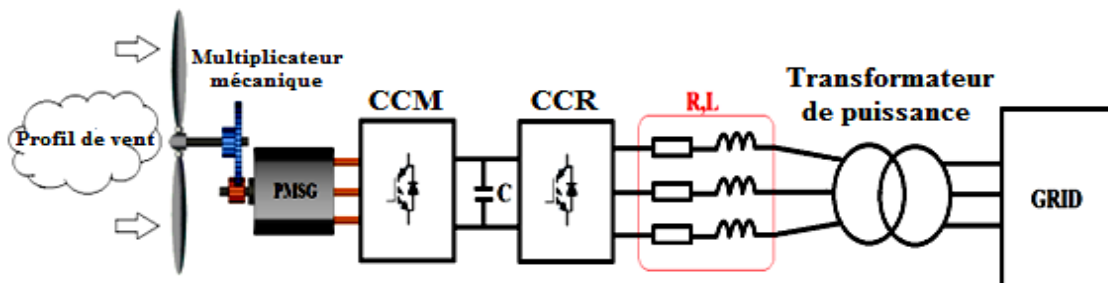 Profil de vent
Multiplicateur
mécanique
PMSG
CCM
C
CCR
R,L
Transformateur
de puissance
GRID